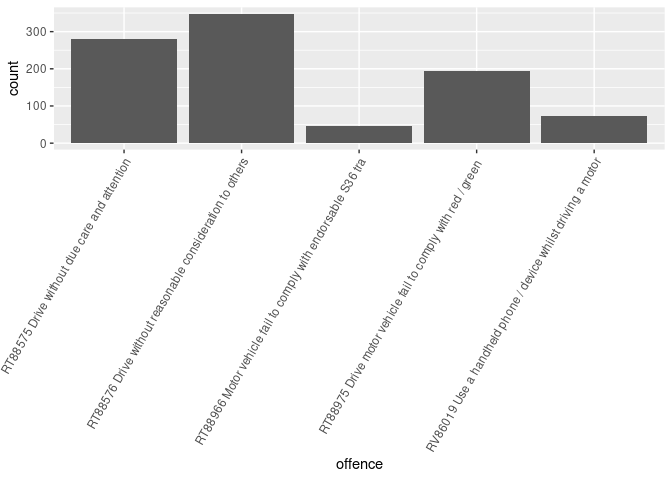 count
300
200
100
0
RT88575 Drive without due care and attention
RT88576 Drive without reasonable consideration to others
RT88966 Motor vehicle fail to comply with endorsable S36 tra
RT88975 Drive motor vehicle fail to comply with red / green
RV86019 Use a handheld phone / device whilst driving a motor
offence